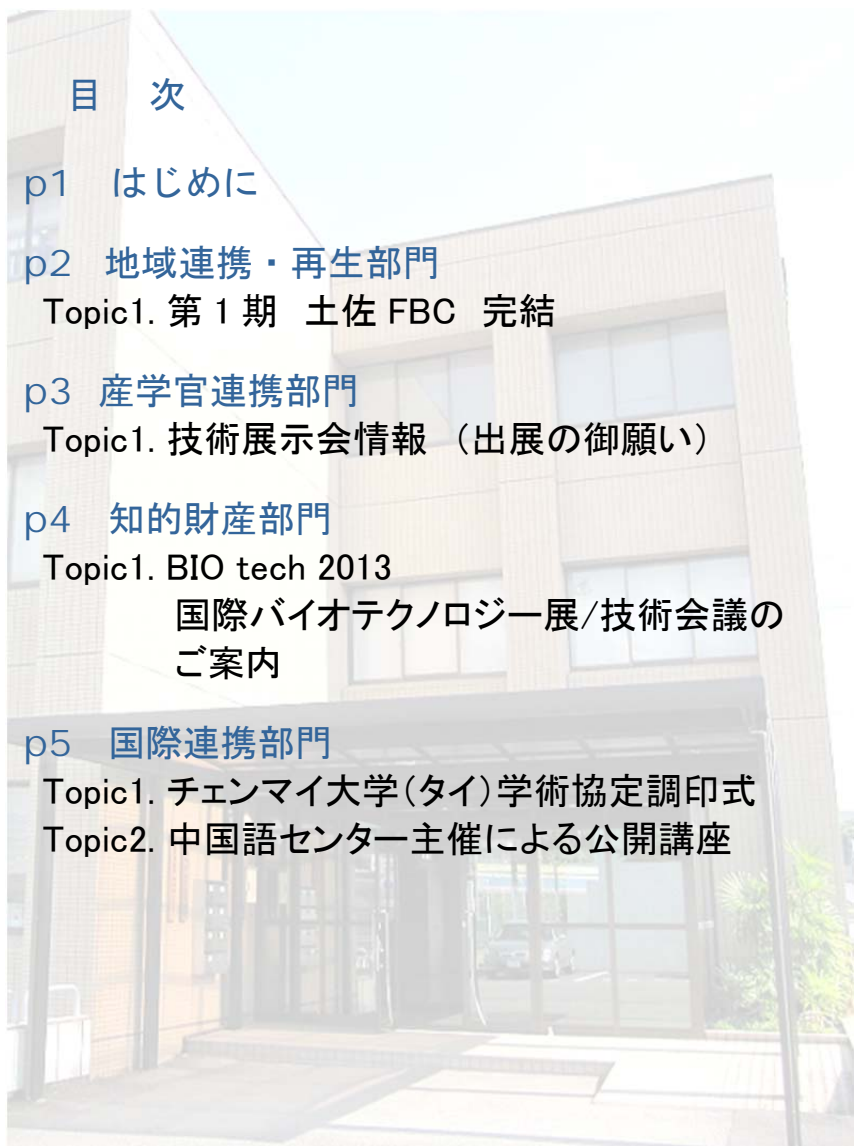 目　次
p1　はじめに
p2　地域連携・再生部門
Topic1. 第 1 期　土佐 FBC　完結
p3　産学官連携部門
Topic1. 技術展示会情報　（出展の御願い）
p4　知的財産部門
Topic1. BIO tech 2013
国際バイオテクノロジー展/技術会議の
ご案内
p5　国際連携部門
Topic1. チェンマイ大学（タイ）学術協定調印式
Topic2. 中国語センター主催による公開講座